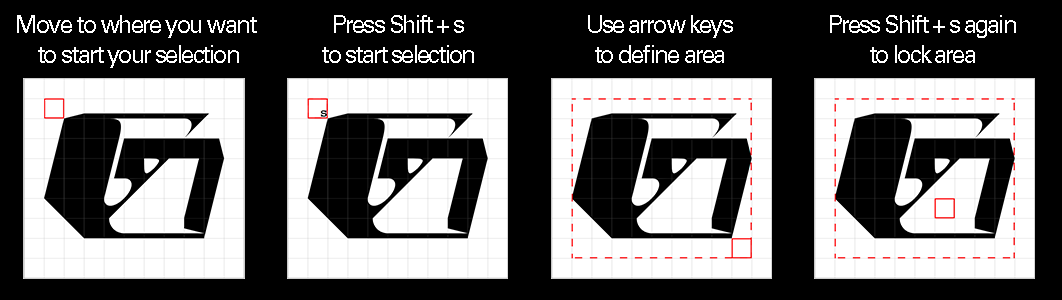 Move to where you want
to start your selection
Press Shift + s
to start selection
s
Use arrow keys
to define area
Press Shift + s again
to lock area